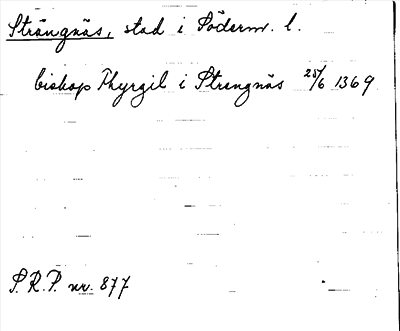 Strängnäs, stad i Söderm. l.
biskop Thyrgil i Strengnäs 25/6 1369
S.R.P. nr. 877